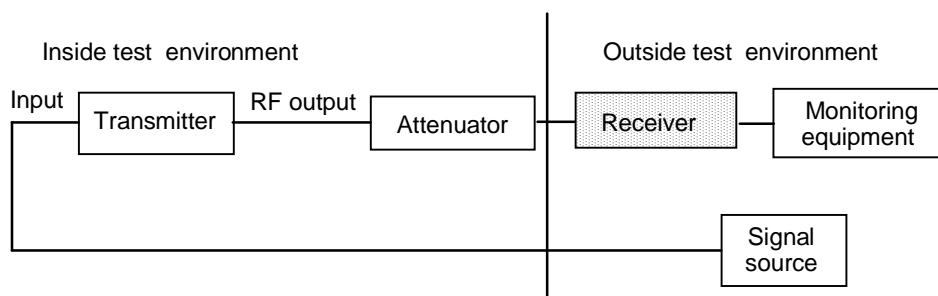 Inside test environment
Outside test environment
Input
Transmitter
RF output
Attenuator
Receiver
Monitoring
equipment
Signal
source